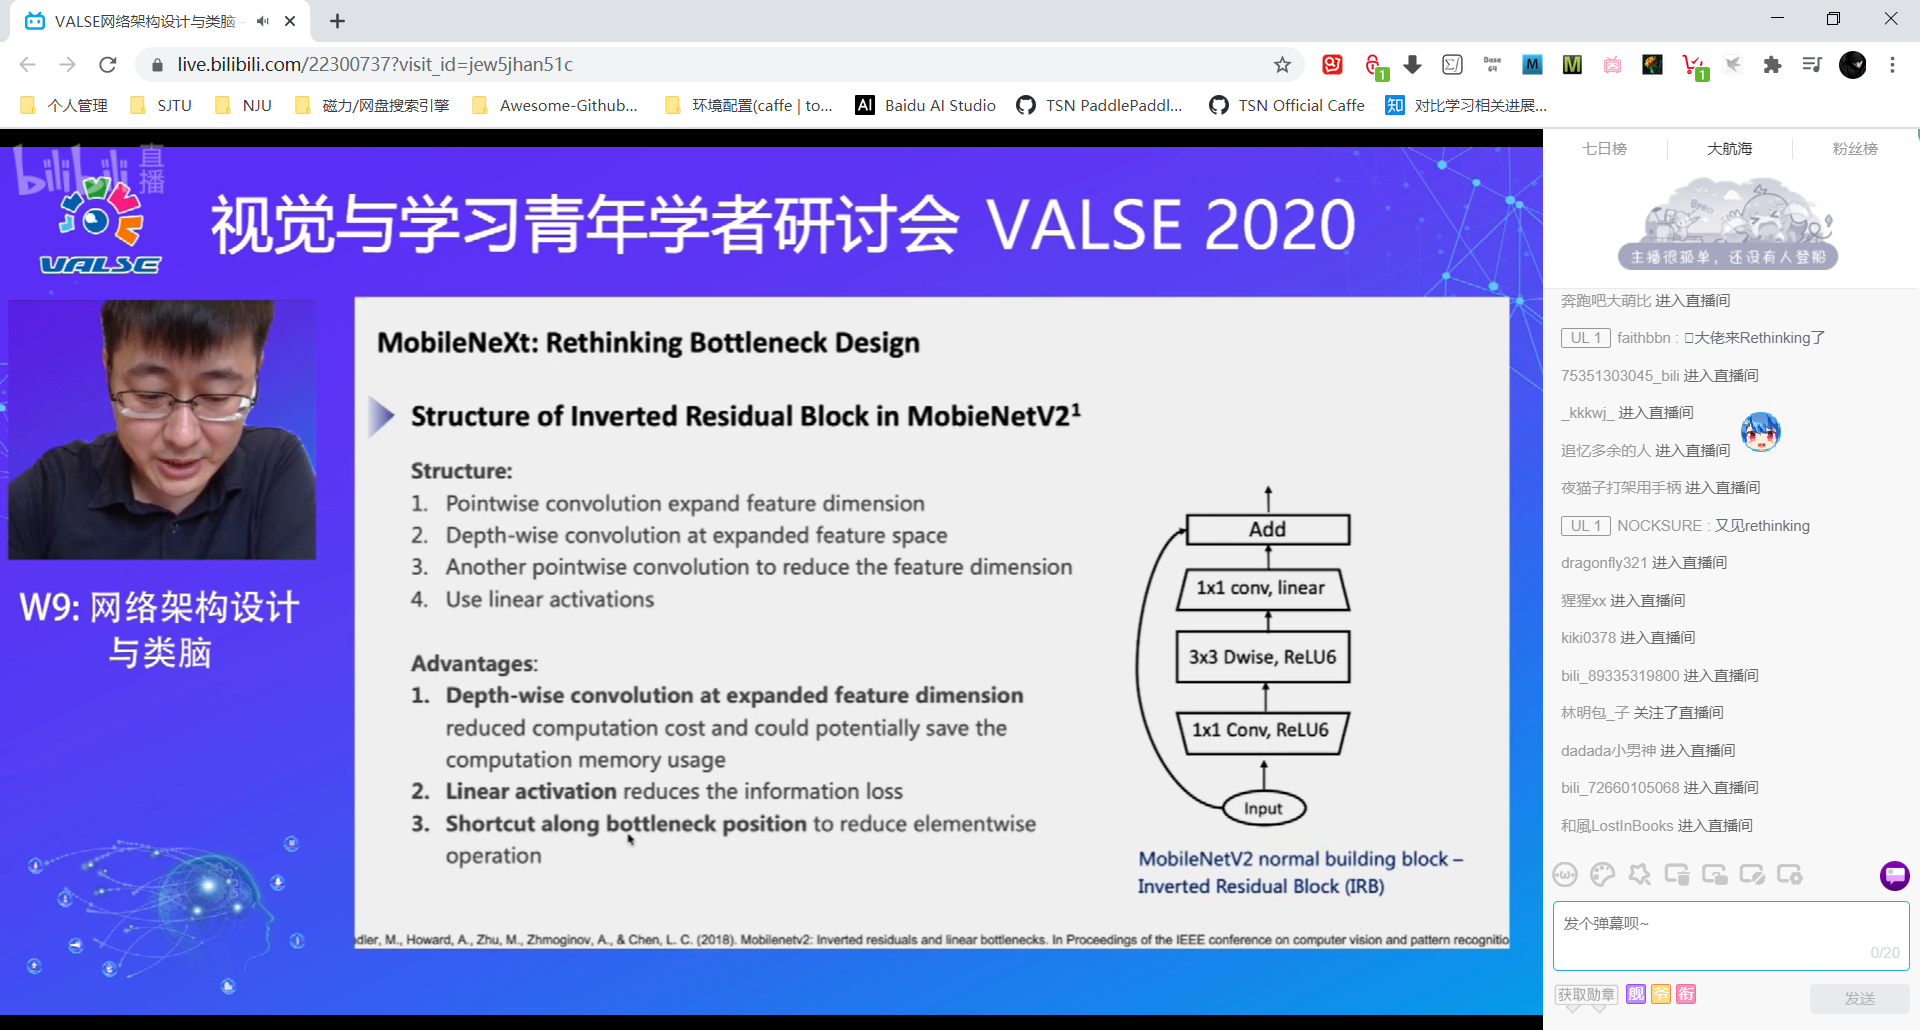 VALSE网络架构设计与类脑 -
live.bilibili.com/22300737?visit_id=jew5jhan51c
1
Base 64
M
M
1
个人管理
SJTU
NJU
磁力/网盘搜索引擎
Awesome-Github...
环境配置(caffe | to...
AI Baidu AI Studio
TSN PaddlePaddl...
TSN Official Caffe
知 对比学习相关进展...
bilibili 直播
VALSE
视觉与学习青年学者研讨会 VALSE 2020
W9: 网络架构设计
与类脑
MobileNeXt: Rethinking Bottleneck Design
Structure of Inverted Residual Block in MobieNetV2¹
Structure:
1. Pointwise convolution expand feature dimension
2. Depth-wise convolution at expanded feature space
3. Another pointwise convolution to reduce the feature dimension
4. Use linear activations
Advantages:
1. Depth-wise convolution at expanded feature dimension
reduced computation cost and could potentially save the
computation memory usage
2. Linear activation reduces the information loss
3. Shortcut along bottleneck position to reduce elementwise
operation
Add
1x1 conv, linear
3x3 Dwise, ReLU6
1x1 Conv, ReLU6
Input
MobileNetV2 normal building block –
Inverted Residual Block (IRB)
dler, M., Howard, A., Zhu, M., Zhmoginov, A., & Chen, L. C. (2018). Mobilenetv2: Inverted residuals and linear bottlenecks. In Proceedings of the IEEE conference on computer vision and pattern recognitio
七日榜
大航海
粉丝榜
主播很孤单，还没有人登船
奔跑吧大萌比 进入直播间
UL 1 faithbbn : 大佬来Rethinking了
75351303045_bili 进入直播间
_kkkwj_ 进入直播间
追忆多余的人 进入直播间
夜猫子打架用手柄 进入直播间
UL 1 NOCKSURE : 又见rethinking
dragonfly321 进入直播间
猩猩xx 进入直播间
kiki0378 进入直播间
bili_89335319800 进入直播间
林明包_子 关注了直播间
dadada小男神 进入直播间
bili_72660105068 进入直播间
和風LostInBooks 进入直播间
发个弹幕呗~
0/20
获取勋章
舰
爷
衔
发送